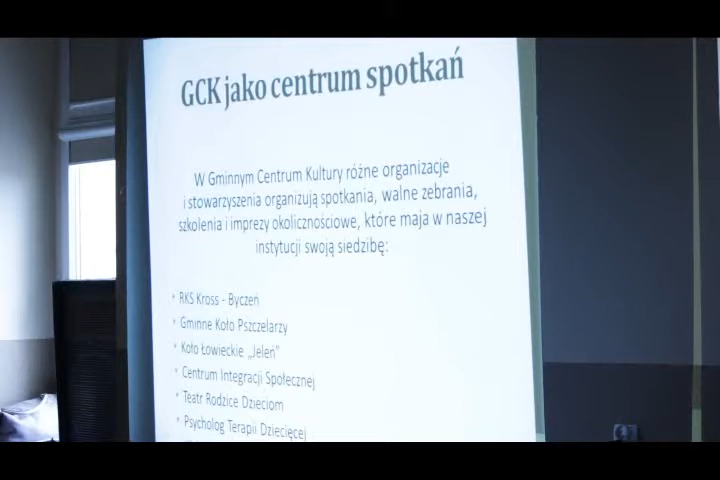 GCK jako centrum spotkań
W Gminnym Centrum Kultury różne organizacje
i stowarzyszenia organizują spotkania, walne zebrania,
szkolenia i imprezy okolicznościowe, które maja w naszej
instytucji swoją siedzibę:
• RKS Kross - Byczeń
• Gminne Koło Pszczelarzy
• Koło Łowieckie „Jeleń”
• Centrum Integracji Społecznej
• Teatr Rodzice Dzieciom
• Psycholog Terapii Dziecięcej